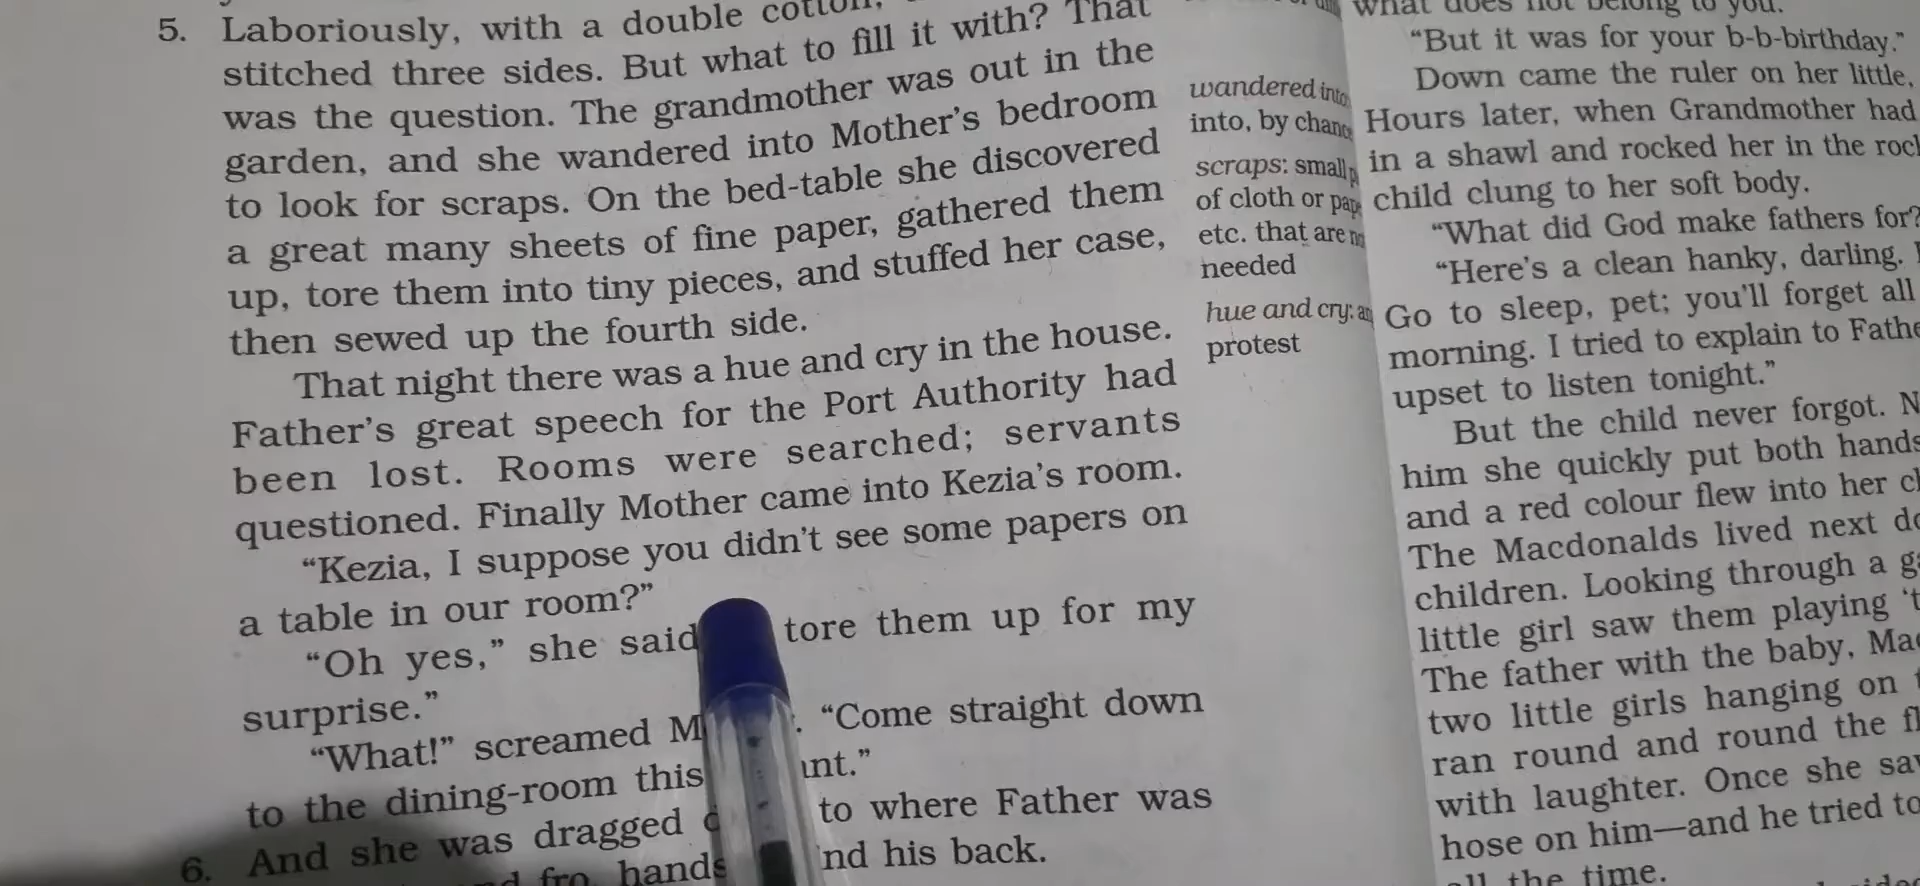 5. Laboriously, with a double cotton,
stitched three sides. But what to fill it with? That
was the question. The grandmother was out in the
garden, and she wandered into Mother's bedroom
to look for scraps. On the bed-table she discovered
a great many sheets of fine paper, gathered them
up, tore them into tiny pieces, and stuffed her case,
then sewed up the fourth side.
That night there was a hue and cry in the house.
Father's great speech for the Port Authority had
been lost. Rooms were searched; servants
questioned. Finally Mother came into Kezia's room.
“Kezia, I suppose you didn't see some papers on
a table in our room?”
“Oh yes,” she said tore them up for my
surprise.”
“What!” screamed “Come straight down
to the dining-room this
And she was dragged to where Father was
6.
fro, hands his back.
wandered into
into, by chance
scraps: small
of cloth or
etc. that are
needed
hue and cry:
protest
what does not belong to you.
“But it was for your b-b-birthday.”
Down came the ruler on her little,
Hours later, when Grandmother had
in a shawl and rocked her in the
child clung to her soft body.
“What did God make fathers for?
“Here's a clean hanky, darling.
Go to sleep, pet; you'll forget all
morning. I tried to explain to
upset to listen tonight.”
But the child never forgot.
him she quickly put both hands
and a red colour flew into her
The Macdonalds lived next
children. Looking through a
little girl saw them playing
The father with the baby,
two little girls hanging on
ran round and round the
with laughter. Once she
hose on him—and he tried to
the time.